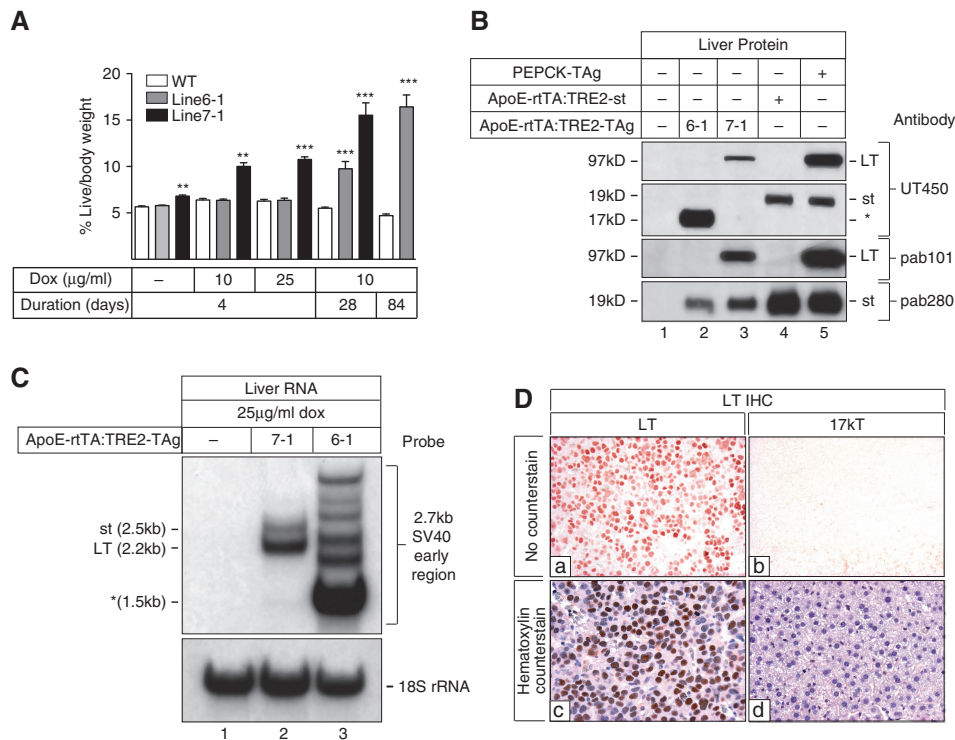 A
% Live/body weight
20
15
10
5
WT
Line6-1
Line7-1
** ** *** *** *** ***
Dox (μg/ml) – 10 25 10
Duration (days) 4 28 84
B
Liver Protein
PEPCK-TAg – – – – +
ApoE-rtTA:TRE2-st – – – + –
ApoE-rtTA:TRE2-TAg – 6-1 7-1 – –
Antibody
97kD LT
19kD st
17kD *
UT450
97kD LT pab101
19kD st pab280
1 2 3 4 5
C
Liver RNA
25μg/ml dox
ApoE-rtTA:TRE2-TAg – 7-1 6-1
Probe
st (2.5kb)
LT (2.2kb)
*(1.5kb)
2.7kb
SV40
early
region
18S rRNA
1 2 3
D
LT IHC
LT 17kT
No counterstain
a b
Hematoxylin
counterstain
c d